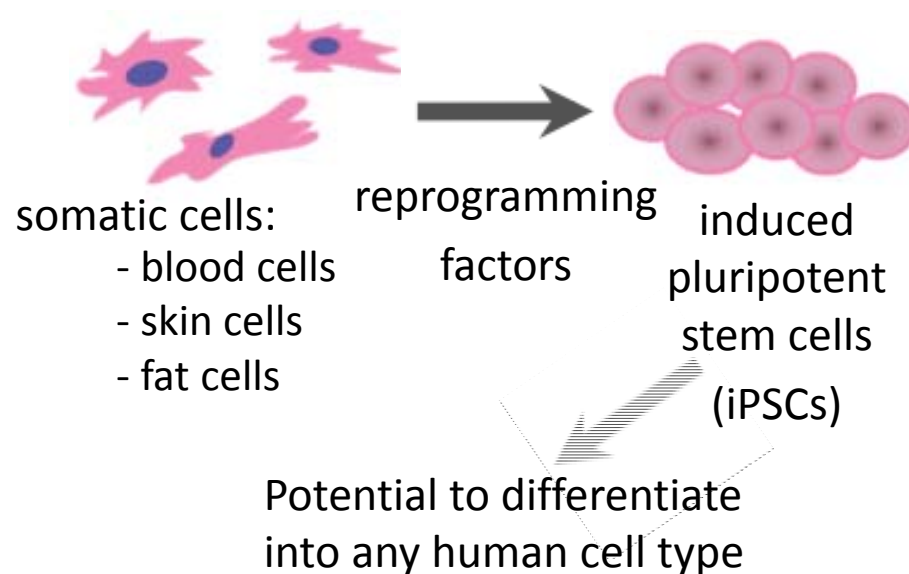 somatic cells:
- blood cells
- skin cells
- fat cells
reprogramming
factors
induced
pluripotent
stem cells
(iPSCs)
Potential to differentiate
into any human cell type